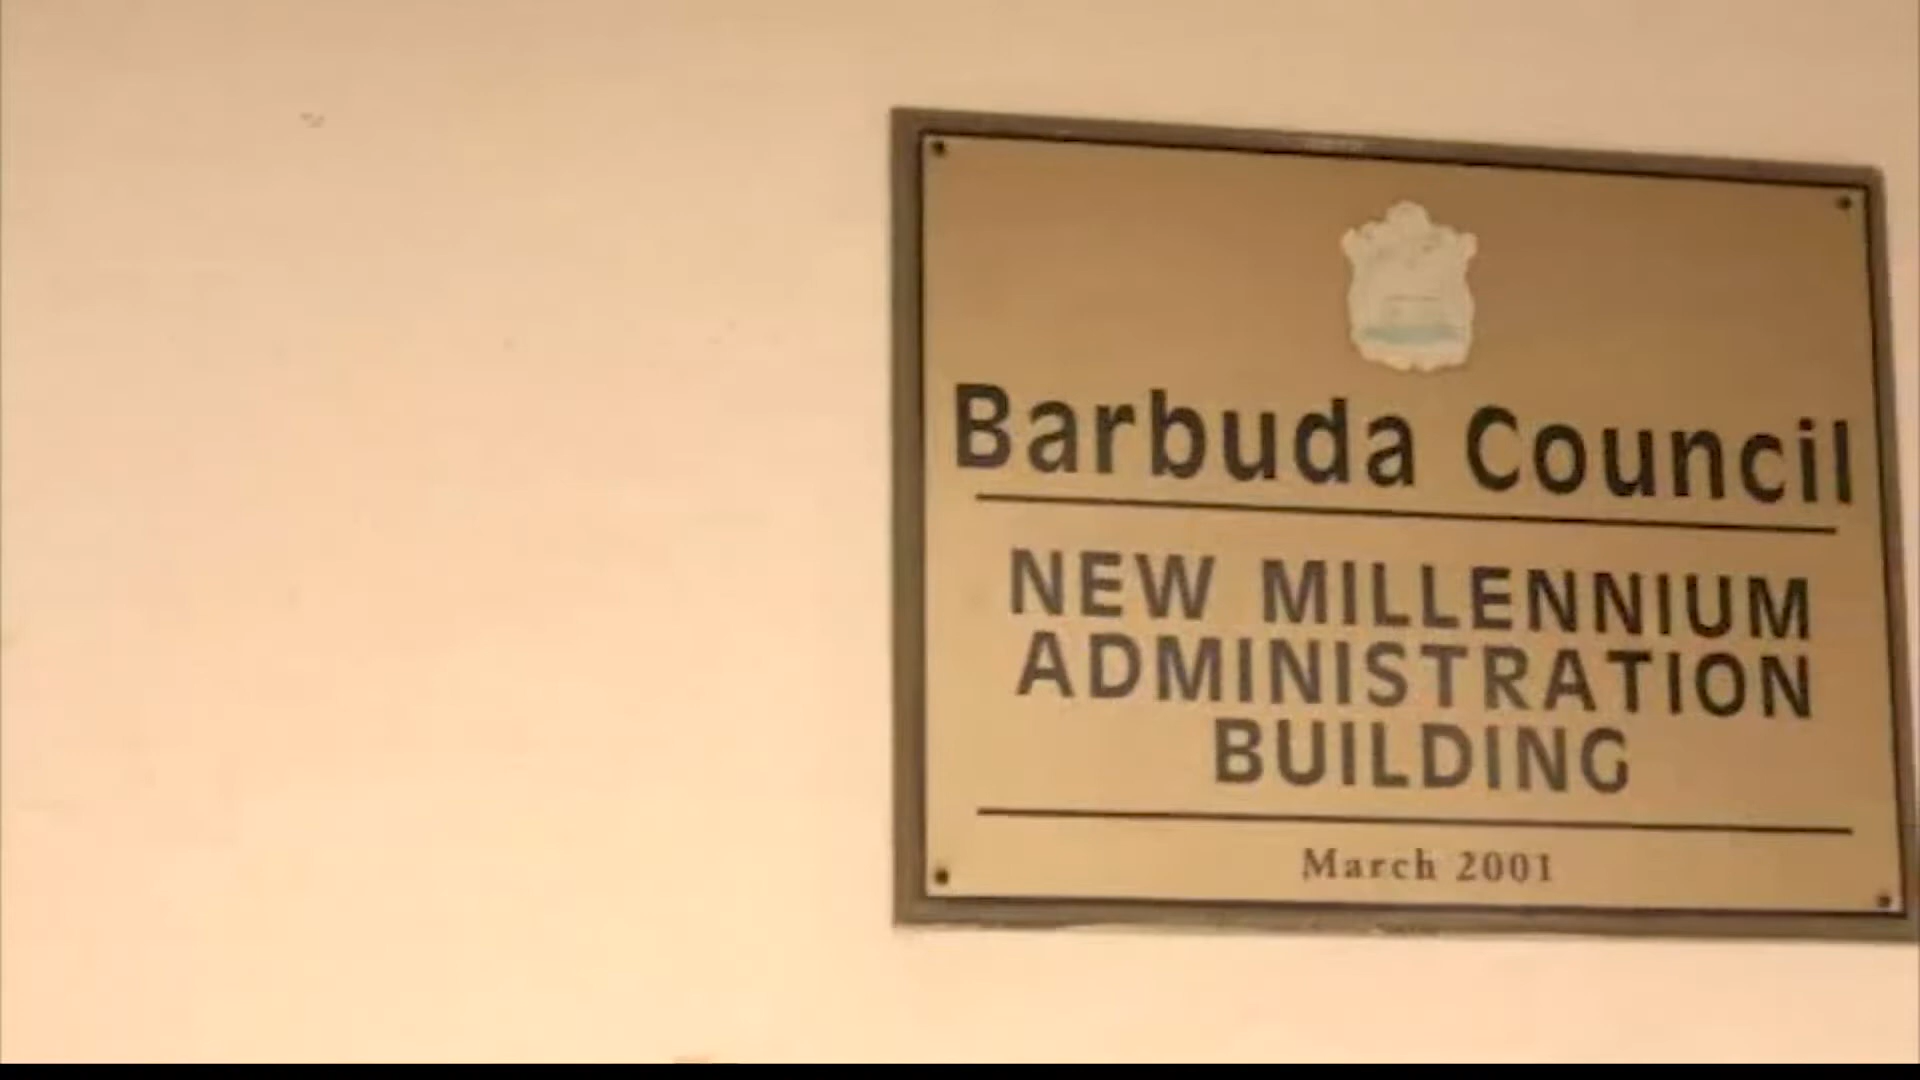 Barbuda Council
NEW MILLENNIUM
ADMINISTRATION
BUILDING
March 2001